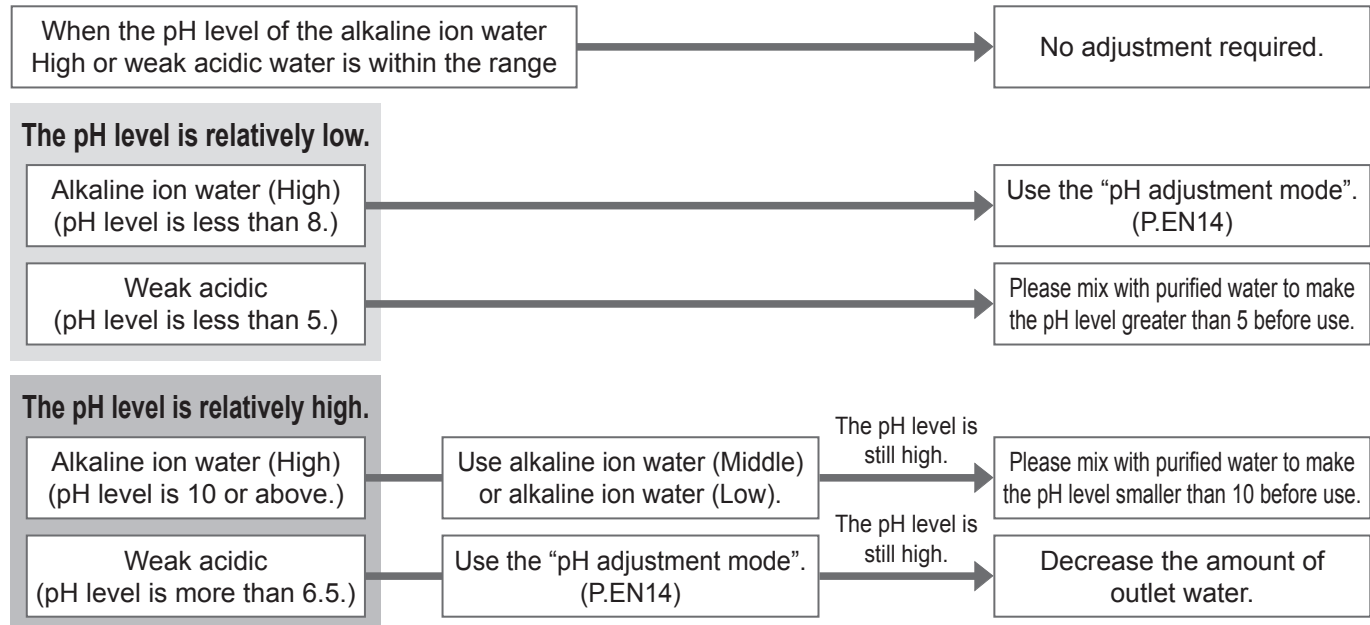 When the pH level of the alkaline ion water
High or weak acidic water is within the range
No adjustment required.
The pH level is relatively low.
Alkaline ion water (High)
(pH level is less than 8.)
Use the “pH adjustment mode”.
(P.EN14)
Weak acidic
(pH level is less than 5.)
Please mix with purified water to make
the pH level greater than 5 before use.
The pH level is relatively high.
Alkaline ion water (High)
(pH level is 10 or above.)
Use alkaline ion water (Middle)
or alkaline ion water (Low).
The pH level is
still high.
Please mix with purified water to make
the pH level smaller than 10 before use.
Weak acidic
(pH level is more than 6.5.)
Use the “pH adjustment mode”.
(P.EN14)
The pH level is
still high.
Decrease the amount of
outlet water.